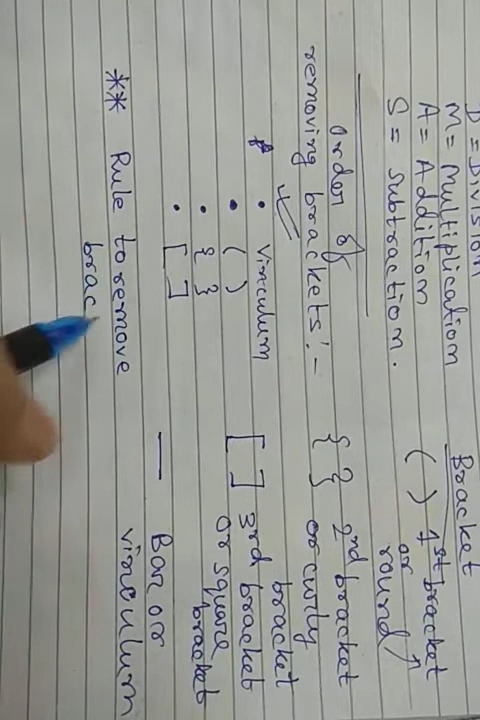 D = Division
M = Multiplication
A = Addition
S = Subtraction.
Order of
removing brackets:-
• Vinculum
• ( )
• { }
• [ ]
** Rule to remove
brac
Bracket
( ) 1st bracket
or
round
{ } 2nd bracket
or curly
bracket
[ ] 3rd bracket
or square
bracket
— Bar or
vinculum